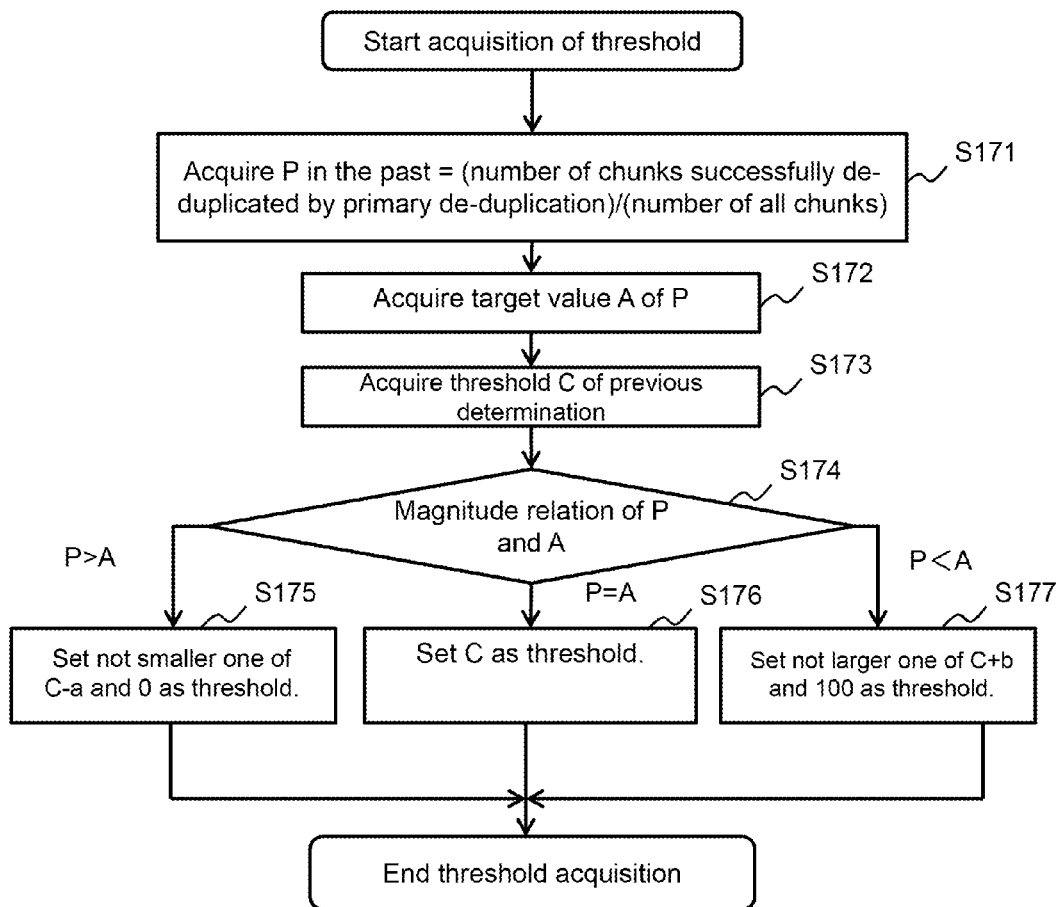 Start acquisition of threshold
S171
Acquire P in the past = (number of chunks successfully de-
duplicated by primary de-duplication)/(number of all chunks)
S172
Acquire target value A of P
S173
Acquire threshold C of previous
determination
S174
Magnitude relation of P
and A
P>A
P=A
P<A
S175
S176
S177
Set not smaller one of
C-a and 0 as threshold.
Set C as threshold.
Set not larger one of C+b
and 100 as threshold.
End threshold acquisition